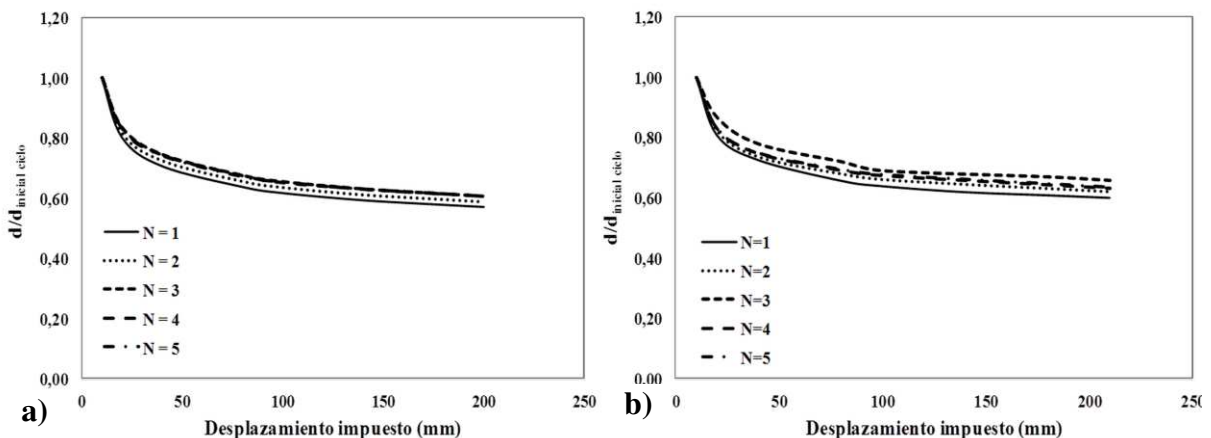 1,20
1,00
0,80
0,60
0,40
0,20
0,00
d/d inicial ciclo
N = 1
N = 2
N = 3
N = 4
N = 5
0
50
100
150
200
250
Desplazamiento impuesto (mm)
a)
1,20
1,00
0,80
0,60
0,40
0,20
0.00
d/d inicial ciclo
N=1
N=2
N=3
N=4
N=5
0
50
100
150
200
250
Desplazamiento impuesto (mm)
b)